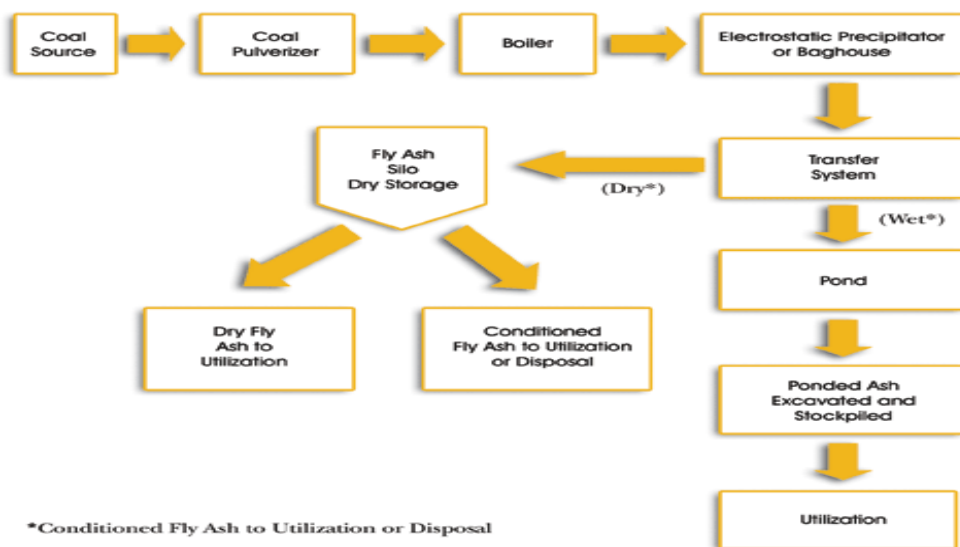 Coal
Source
Coal
Pulverizer
Boiler
Electrostatic Precipitator
or Baghouse
Fly Ash
Silo
Dry Storage
(Dry*)
Transfer
System
(Wet*)
Pond
Dry Fly
Ash to
Utilization
Conditioned
Fly Ash to Utilization
or Disposal
Ponded Ash
Excavated and
Stockpiled
Utilization
*Conditioned Fly Ash to Utilization or Disposal